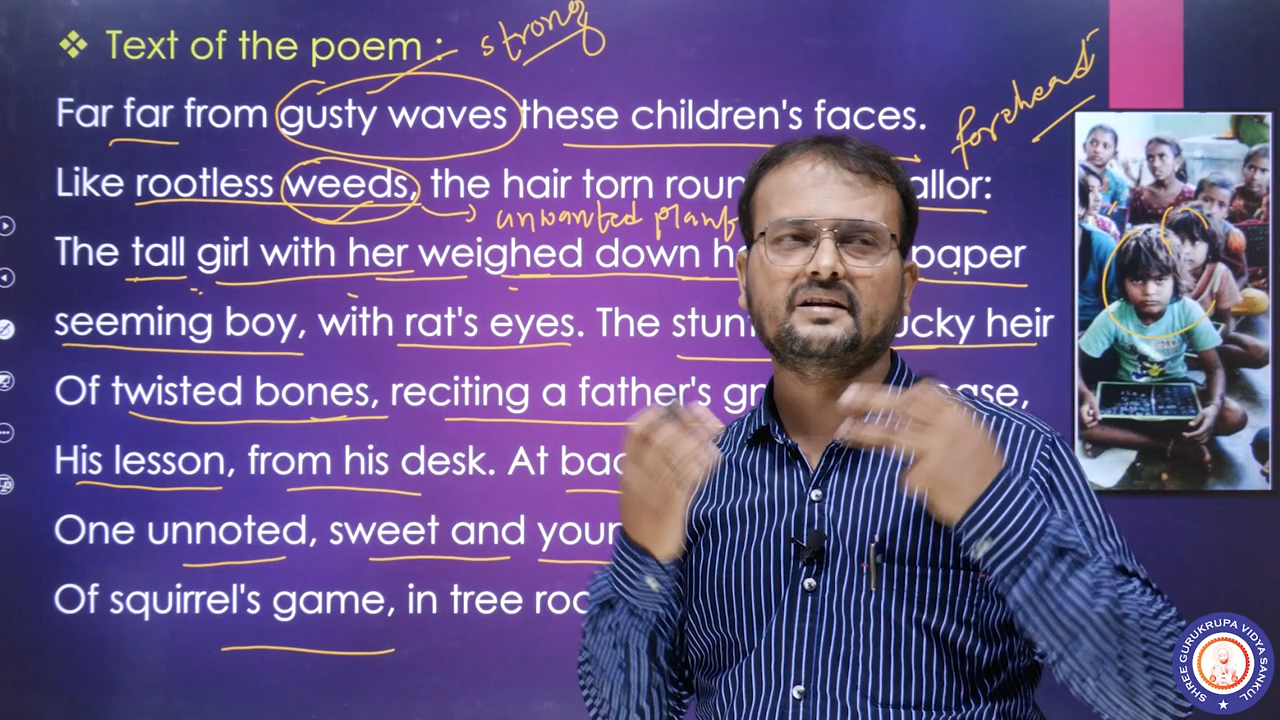 ❖ Text of the poem :
strong
Far far from gusty waves these children's faces.
forehead
Like rootless weeds, the hair torn roun allor:
unwanted plant
The tall girl with her weighed down h paper
seeming boy, with rat's eyes. The stun ucky heir
Of twisted bones, reciting a father's gn ase,
His lesson, from his desk. At bac
One unnoted, sweet and youn
Of squirrel's game, in tree roo
SHREE GURUKRUPA VIDYA SANKUL